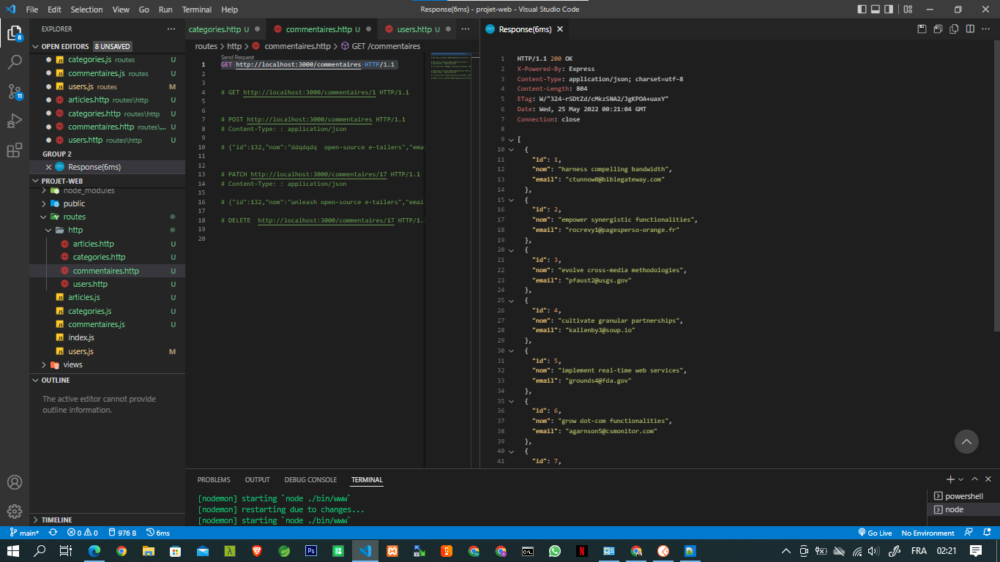 File Edit Selection View Go Run Terminal Help
Response(6ms) - projet-web - Visual Studio Code
EXPLORER
OPEN EDITORS 8 UNSAVED
categories.js routes U
commentaires.js routes U
users.js routes M
articles.http routes\http U
categories.http routes\http U
commentaires.http routes\... U
users.http routes\http U
GROUP 2
Response(6ms)
PROJET-WEB
node_modules
public
routes
http
articles.http U
categories.http U
commentaires.http U
users.http U
articles.js U
categories.js U
commentaires.js U
index.js
users.js M
views
OUTLINE
The active editor cannot provide
outline information.
TIMELINE
8
11
categories.http U
commentaires.http U
users.http U
routes > http > commentaires.http > GET /commentaires
Send Request
1 GET http://localhost:3000/commentaires HTTP/1.1
2
3
4 # GET http://localhost:3000/commentaires/1 HTTP/1.1
5
6
7 # POST http://localhost:3000/commentaires HTTP/1.1
8 # Content-Type: : application/json
9
10 # {"id":132,"nom":"ddqdqdq  open-source e-tailers","emai
11
12
13 # PATCH http://localhost:3000/commentaires/17 HTTP/1.1
14 # Content-Type: : application/json
15
16 # {"id":132,"nom":"unleash open-source e-tailers","email
17
18 # DELETE  http://localhost:3000/commentaires/17 HTTP/1.1
19
20
Response(6ms)
1 HTTP/1.1 200 OK
2 X-Powered-By: Express
3 Content-Type: application/json; charset=utf-8
4 Content-Length: 804
5 ETag: W/"324-rSDtZd/cMkzSNA2/JgKPOA+uaxY"
6 Date: Wed, 25 May 2022 00:21:04 GMT
7 Connection: close
8
9 [
10 {
11 "id": 1,
12 "nom": "harness compelling bandwidth",
13 "email": "ctunnow0@biblegateway.com"
14 },
15 {
16 "id": 2,
17 "nom": "empower synergistic functionalities",
18 "email": "rocrevy1@pagesperso-orange.fr"
19 },
20 {
21 "id": 3,
22 "nom": "evolve cross-media methodologies",
23 "email": "pfaust2@usgs.gov"
24 },
25 {
26 "id": 4,
27 "nom": "cultivate granular partnerships",
28 "email": "kallenby3@soup.io"
29 },
30 {
31 "id": 5,
32 "nom": "implement real-time web services",
33 "email": "grounds4@fda.gov"
34 },
35 {
36 "id": 6,
37 "nom": "grow dot-com functionalities",
38 "email": "agarnson5@csmonitor.com"
39 },
40 {
41 "id": 7,
PROBLEMS OUTPUT DEBUG CONSOLE TERMINAL
[nodemon] starting `node ./bin/www`
[nodemon] restarting due to changes...
[nodemon] starting `node ./bin/www`
powershell
node
main* 0 0 976 B 6ms
Go Live No Environment
FRA 02:21